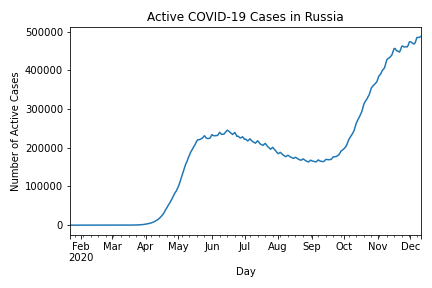 Active COVID-19 Cases in Russia
Number of Active Cases
500000
400000
300000
200000
100000
0
Feb Mar Apr May Jun Jul Aug Sep Oct Nov Dec
2020
Day